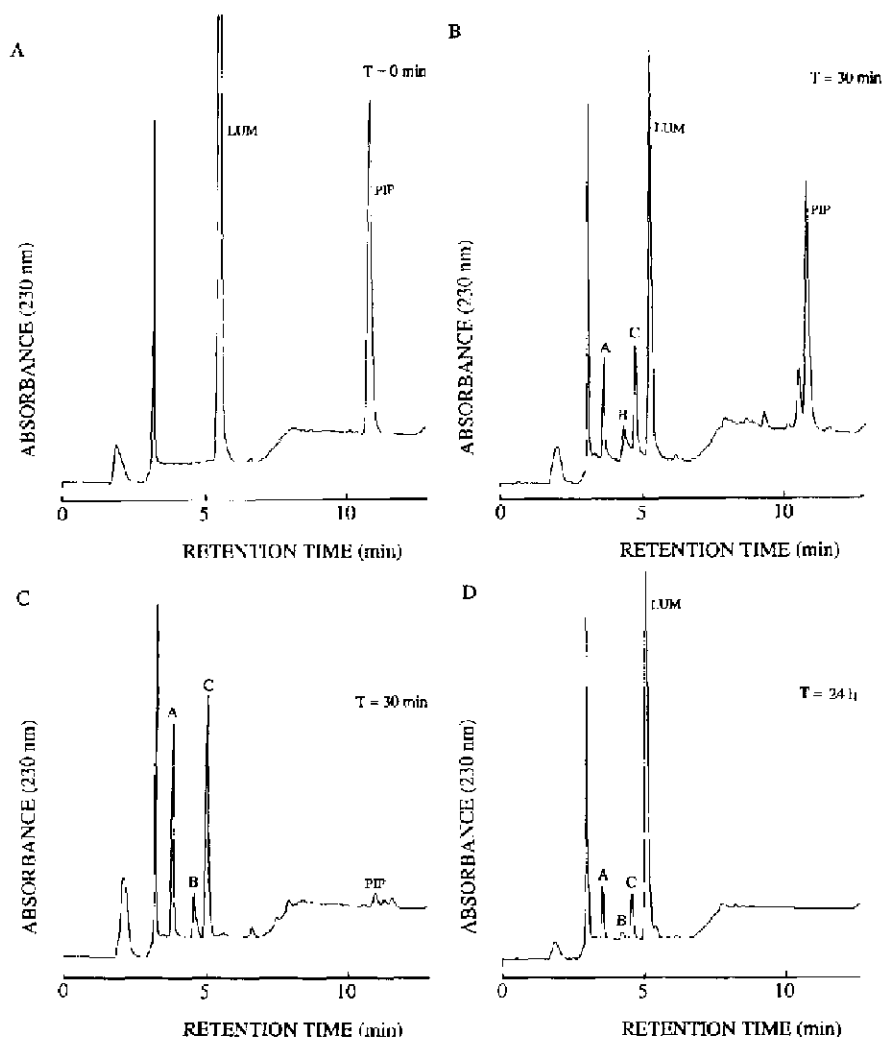 A
T = 0 min
LUM
PIP
ABSORBANCE (230 nm)
0 5 10
RETENTION TIME (min)
B
T = 30 min
LUM
PIP
A
B
C
ABSORBANCE (230 nm)
0 5 10
RETENTION TIME (min)
C
T = 30 min
A
B
C
PIP
ABSORBANCE (230 nm)
0 5 10
RETENTION TIME (min)
D
LUM
T = 24 h
A
B
C
ABSORBANCE (230 nm)
0 5 10
RETENTION TIME (min)